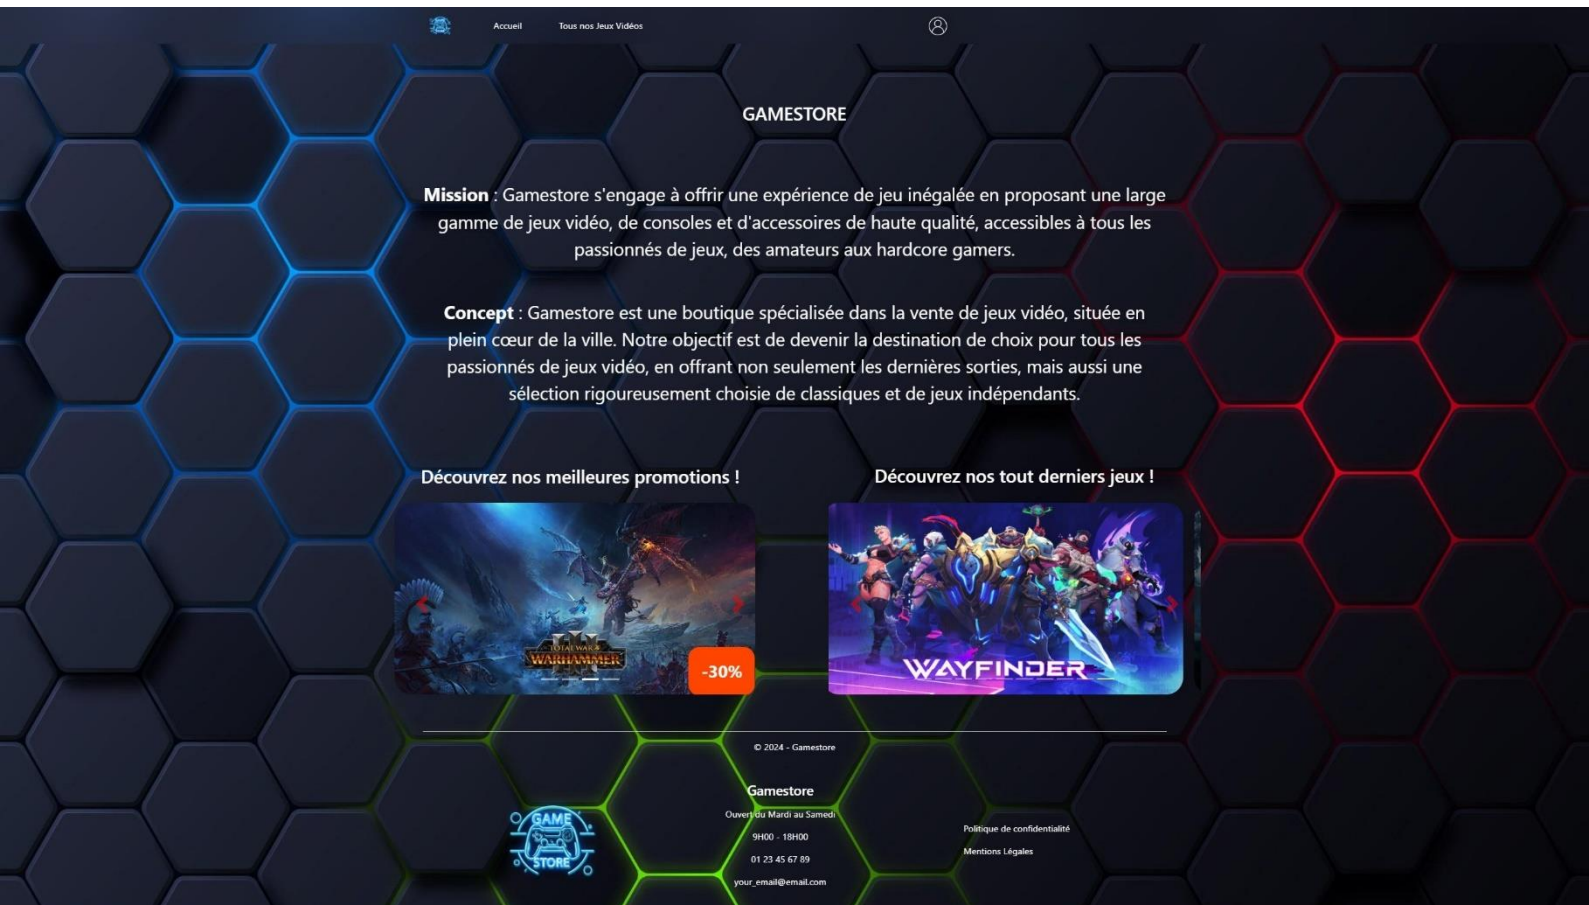 Accueil
Tous nos Jeux Vidéos
GAMESTORE
Mission : Gamestore s'engage à offrir une expérience de jeu inégalée en proposant une large
gamme de jeux vidéo, de consoles et d'accessoires de haute qualité, accessibles à tous les
passionnés de jeux, des amateurs aux hardcore gamers.
Concept : Gamestore est une boutique spécialisée dans la vente de jeux vidéo, située en
plein cœur de la ville. Notre objectif est de devenir la destination de choix pour tous les
passionnés de jeux vidéo, en offrant non seulement les dernières sorties, mais aussi une
sélection rigoureusement choisie de classiques et de jeux indépendants.
Découvrez nos meilleures promotions !
TOTAL WAR
WARHAMMER
III
-30%
Découvrez nos tout derniers jeux !
WAYFINDER
© 2024 - Gamestore
GAME
STORE
Gamestore
Ouvert du Mardi au Samedi
9H00 - 18H00
01 23 45 67 89
your_email@email.com
Politique de confidentialité
Mentions Légales